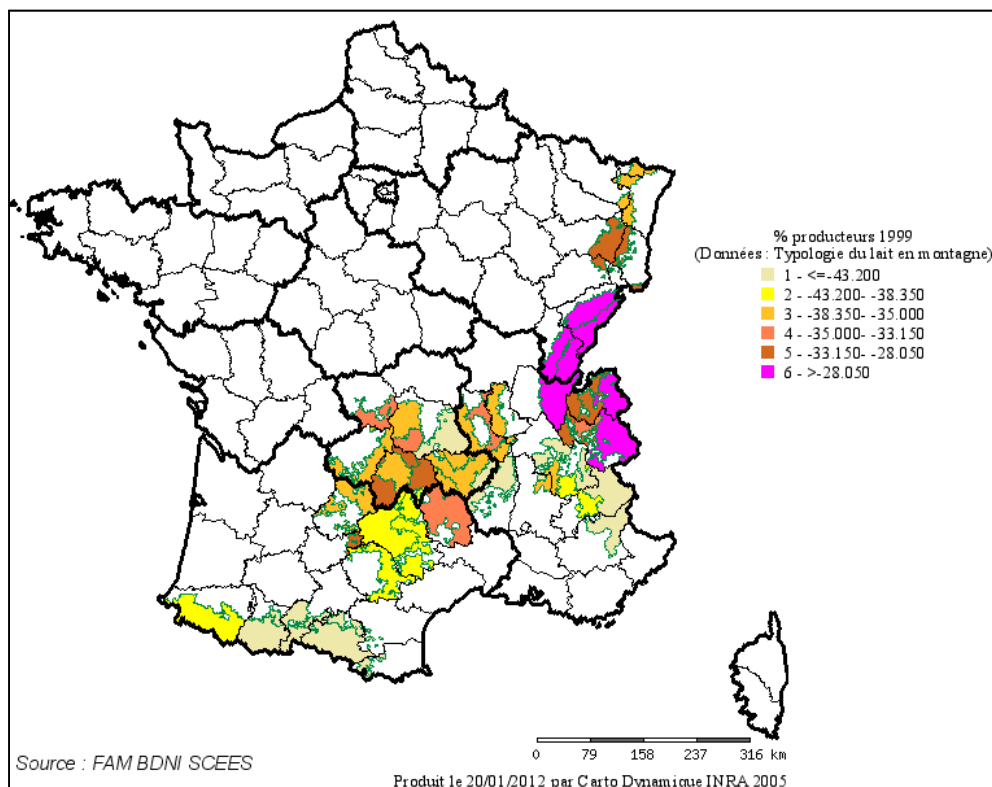 % producteurs 1999
(Données : Typologie du lait en montagne)
1 - <=-43.200
2 - -43.200- -38.350
3 - -38.350- -35.000
4 - -35.000- -33.150
5 - -33.150- -28.050
6 - >-28.050
0 79 158 237 316 km
Source : FAM BDNI SCEES
Produit le 20/01/2012 par Carto Dynamique INRA 2005